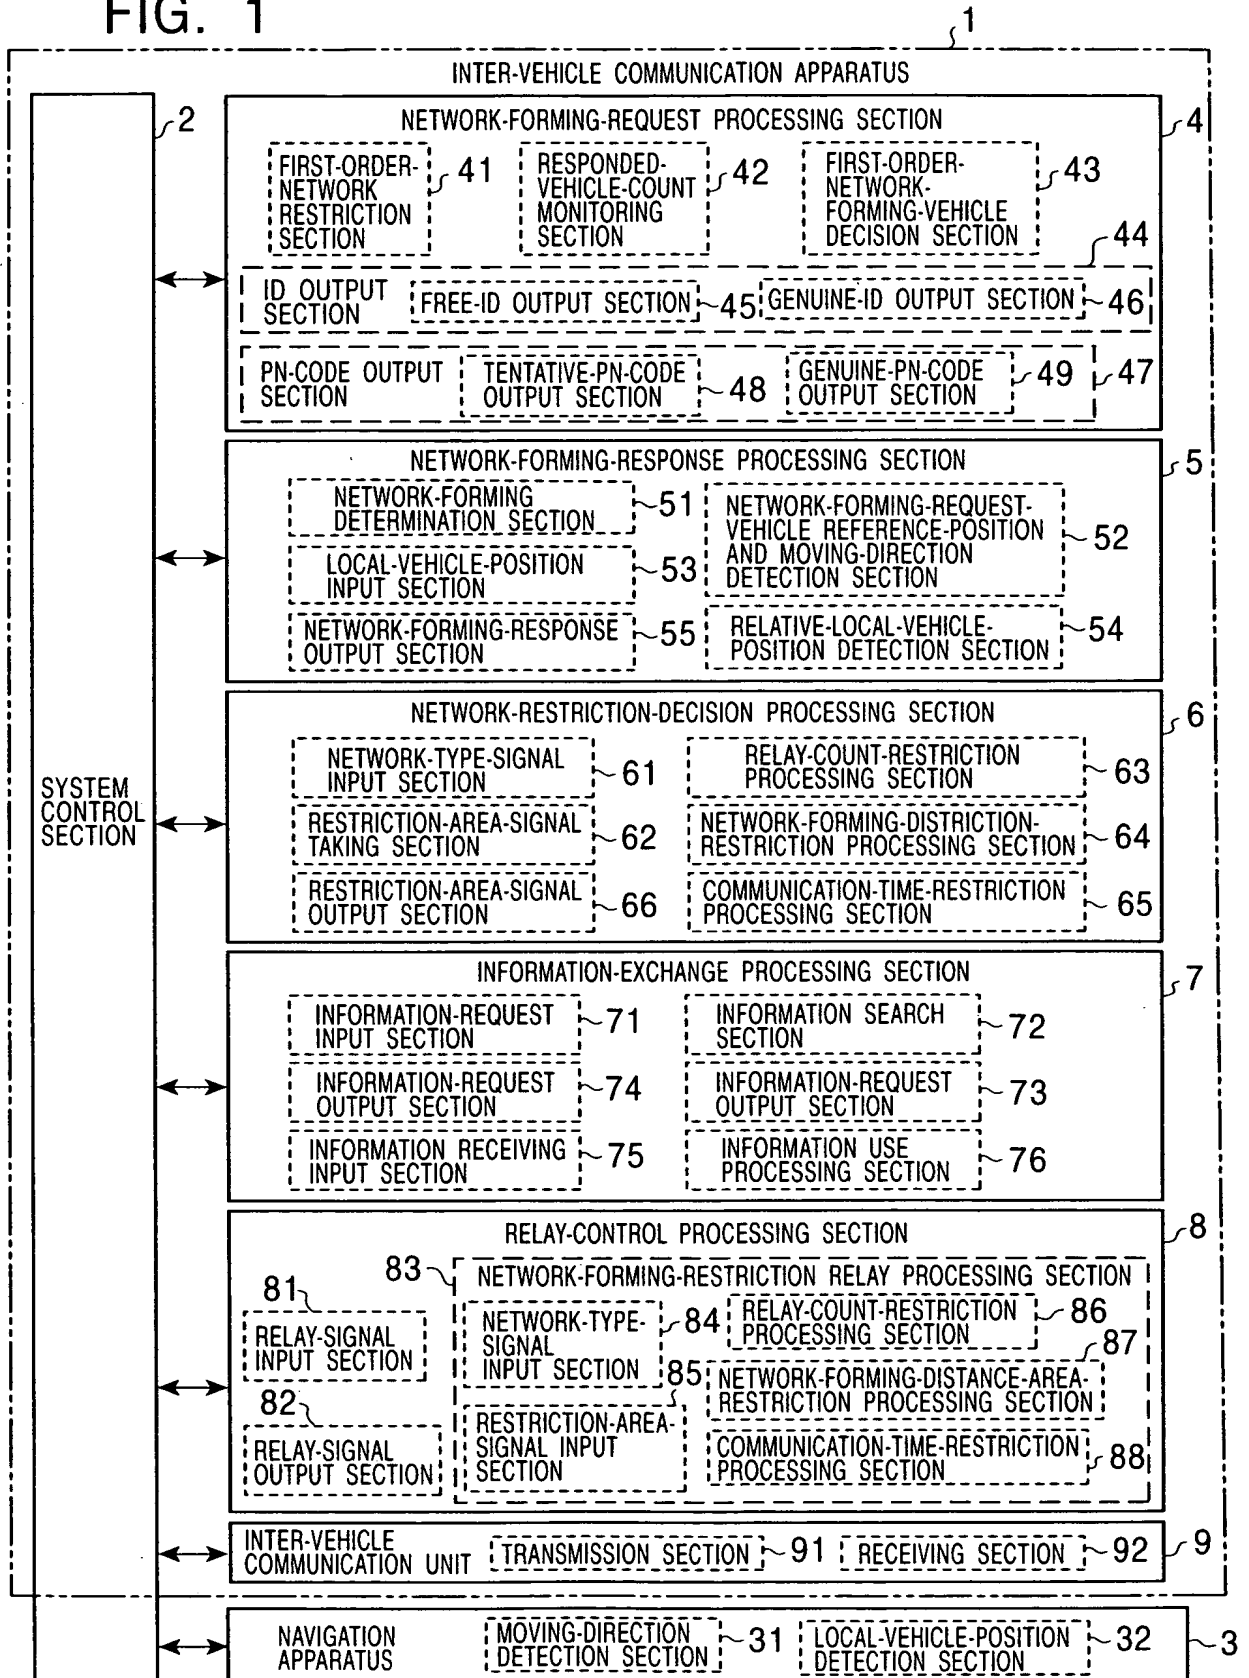 FIG. 1
1
INTER-VEHICLE COMMUNICATION APPARATUS
2
SYSTEM
CONTROL
SECTION
NETWORK-FORMING-REQUEST PROCESSING SECTION
4
FIRST-ORDER-
NETWORK
RESTRICTION
SECTION
41
RESPONDED-
VEHICLE-COUNT
MONITORING
SECTION
42
FIRST-ORDER-
NETWORK-
FORMING-VEHICLE
DECISION SECTION
43
44
ID OUTPUT
SECTION
FREE-ID OUTPUT SECTION
45
GENUINE-ID OUTPUT SECTION
46
PN-CODE OUTPUT
SECTION
TENTATIVE-PN-CODE
OUTPUT SECTION
48
GENUINE-PN-CODE
OUTPUT SECTION
49
47
NETWORK-FORMING-RESPONSE PROCESSING SECTION
5
NETWORK-FORMING
DETERMINATION SECTION
51
NETWORK-FORMING-REQUEST-
VEHICLE REFERENCE-POSITION
AND MOVING-DIRECTION
DETECTION SECTION
52
LOCAL-VEHICLE-POSITION
INPUT SECTION
53
NETWORK-FORMING-RESPONSE
OUTPUT SECTION
55
RELATIVE-LOCAL-VEHICLE-
POSITION DETECTION SECTION
54
NETWORK-RESTRICTION-DECISION PROCESSING SECTION
6
NETWORK-TYPE-SIGNAL
INPUT SECTION
61
RELAY-COUNT-RESTRICTION
PROCESSING SECTION
63
RESTRICTION-AREA-SIGNAL
TAKING SECTION
62
NETWORK-FORMING-DISTRICTION-
RESTRICTION PROCESSING SECTION
64
RESTRICTION-AREA-SIGNAL
OUTPUT SECTION
66
COMMUNICATION-TIME-RESTRICTION
PROCESSING SECTION
65
INFORMATION-EXCHANGE PROCESSING SECTION
7
INFORMATION-REQUEST
INPUT SECTION
71
INFORMATION SEARCH
SECTION
72
INFORMATION-REQUEST
OUTPUT SECTION
74
INFORMATION-REQUEST
OUTPUT SECTION
73
INFORMATION RECEIVING
INPUT SECTION
75
INFORMATION USE
PROCESSING SECTION
76
RELAY-CONTROL PROCESSING SECTION
8
81
RELAY-SIGNAL
INPUT SECTION
82
RELAY-SIGNAL
OUTPUT SECTION
83
NETWORK-FORMING-RESTRICTION RELAY PROCESSING SECTION
NETWORK-TYPE-
SIGNAL
INPUT SECTION
84
RELAY-COUNT-RESTRICTION
PROCESSING SECTION
86
87
NETWORK-FORMING-DISTANCE-AREA-
RESTRICTION PROCESSING SECTION
85
RESTRICTION-AREA-
SIGNAL INPUT
SECTION
COMMUNICATION-TIME-RESTRICTION
PROCESSING SECTION
88
INTER-VEHICLE
COMMUNICATION UNIT
TRANSMISSION SECTION
91
RECEIVING SECTION
92
9
NAVIGATION
APPARATUS
MOVING-DIRECTION
DETECTION SECTION
31
LOCAL-VEHICLE-POSITION
DETECTION SECTION
32
3